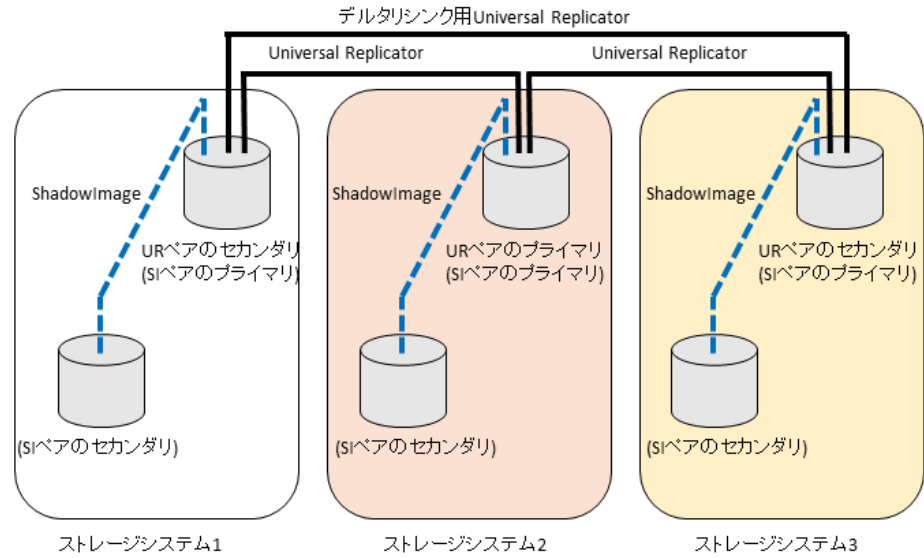 デルタリシンク用Universal Replicator
Universal Replicator
Universal Replicator
ShadowImage
ShadowImage
ShadowImage
URペアのセカンダリ
(SIペアのプライマリ)
URペアのプライマリ
(SIペアのプライマリ)
URペアのセカンダリ
(SIペアのプライマリ)
(SIペアのセカンダリ)
(SIペアのセカンダリ)
(SIペアのセカンダリ)
ストレージシステム1
ストレージシステム2
ストレージシステム3